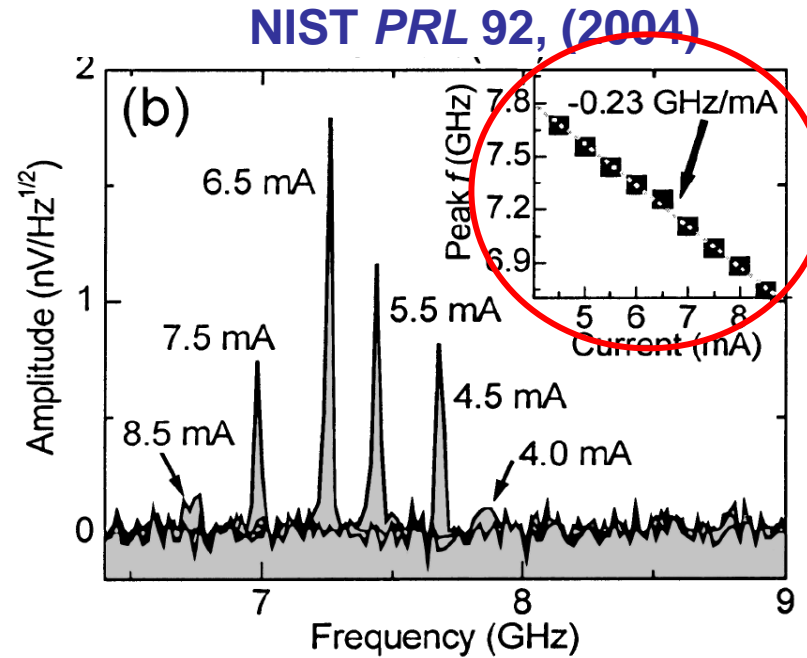 NIST PRL 92, (2004)
(b)
Amplitude (nV/Hz^1/2)
2
1
0
8.5 mA
7.5 mA
6.5 mA
5.5 mA
4.5 mA
4.0 mA
7
8
9
Frequency (GHz)
Peak f (GHz)
7.8
7.5
7.2
6.9
-0.23 GHz/mA
5
6
7
8
Current (mA)